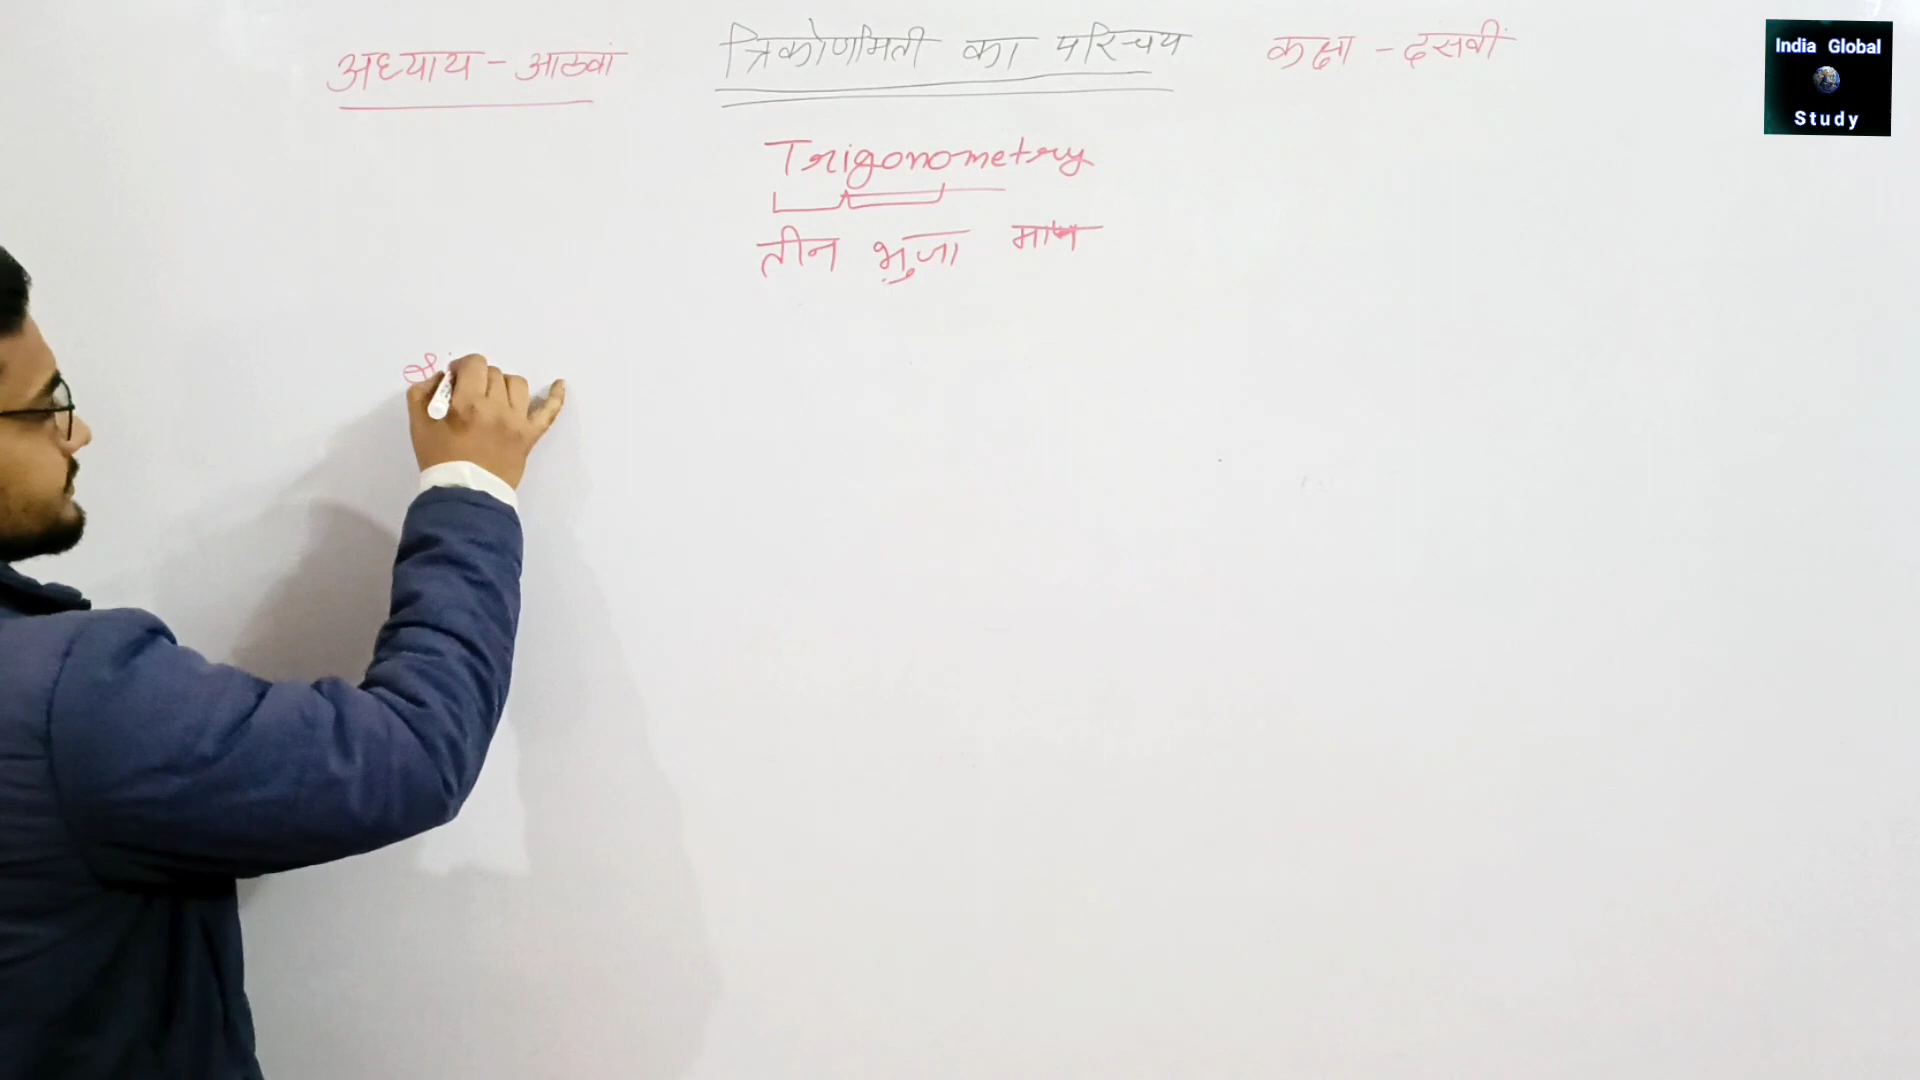 अध्याय - आठवां त्रिकोणमिती का परिचय कक्षा - दसवीं
Trigonometry
तीन भुजा माप
India Global
Study